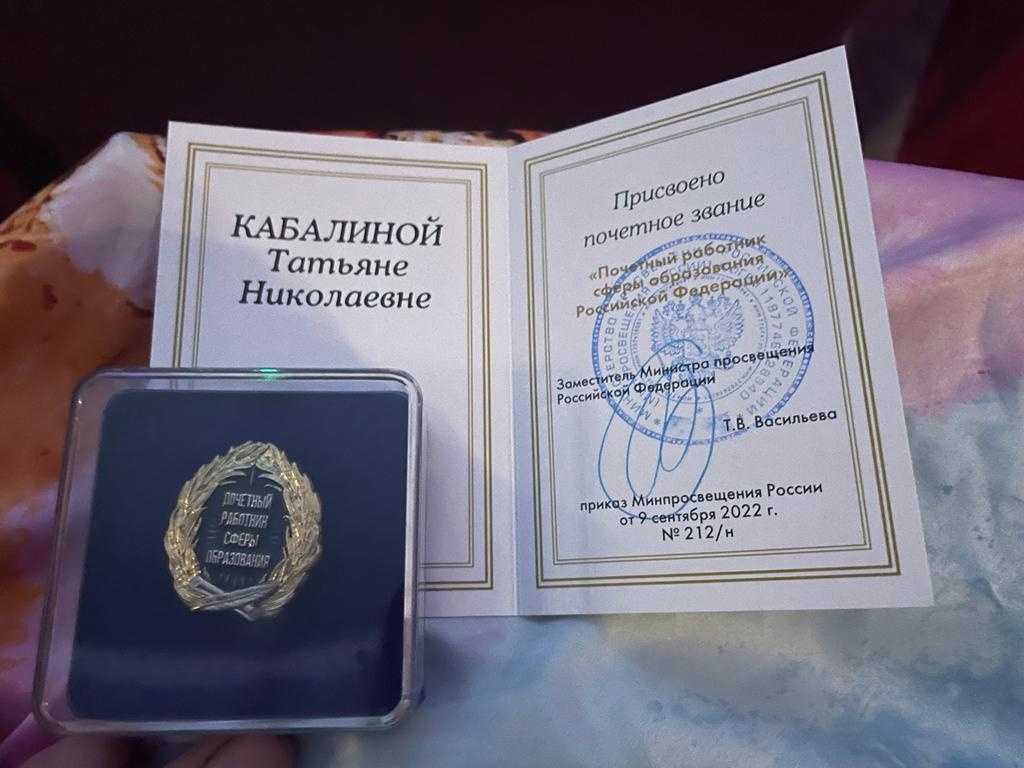 КАБАЛИНОЙ
Татьяне
Николаевне
Присвоено
почетное звание
«Почетный работник
сферы образования
Российской Федерации»
Заместитель Министра просвещения
Российской Федерации
Т.В. Васильева
приказ Минпросвещения России
от 9 сентября 2022 г.
№ 212/н
ПОЧЕТНЫЙ
РАБОТНИК
СФЕРЫ
ОБРАЗОВАНИЯ